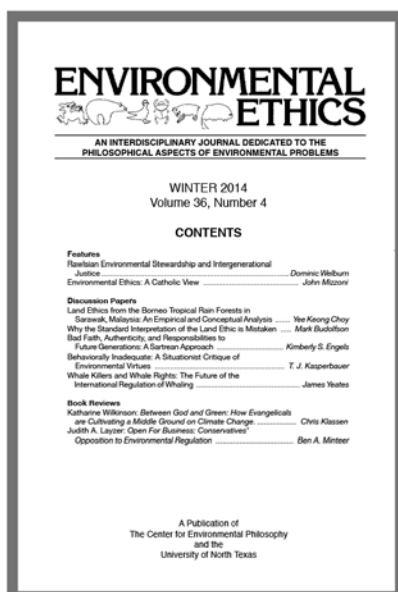 ENVIRONMENTAL
ETHICS
AN INTERDISCIPLINARY JOURNAL DEDICATED TO THE
PHILOSOPHICAL ASPECTS OF ENVIRONMENTAL PROBLEMS
WINTER 2014
Volume 36, Number 4
CONTENTS
Features
Rawlsian Environmental Stewardship and Intergenerational
Justice ........ Dominic Welburn
Environmental Ethics: A Catholic View ........ John Mizzoni
Discussion Papers
Land Ethics from the Borneo Tropical Rain Forests in
Sarawak, Malaysia: An Empirical and Conceptual Analysis ....... Yee Keong Choy
Why the Standard Interpretation of the Land Ethic is Mistaken ..... Mark Budolfson
Bad Faith, Authenticity, and Responsibilities to
Future Generations: A Sartrean Approach ........ Kimberly S. Engels
Behaviorally Inadequate: A Situationist Critique of
Environmental Virtues ........ T. J. Kasperbauer
Whale Killers and Whale Rights: The Future of the
International Regulation of Whaling ........ James Yeates
Book Reviews
Katharine Wilkinson: Between God and Green: How Evangelicals
are Cultivating a Middle Ground on Climate Change. ........ Chris Klassen
Judith A. Layzer: Open For Business: Conservatives'
Opposition to Environmental Regulation ........ Ben A. Minteer
A Publication of
The Center for Environmental Philosophy
and the
University of North Texas